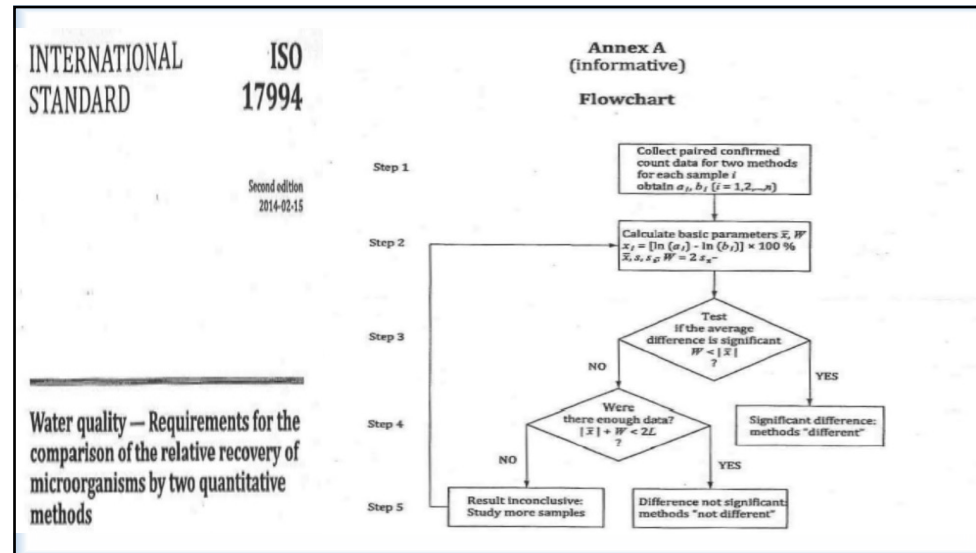 INTERNATIONAL ISO
STANDARD 17994
Second edition
2014-02-15
Water quality — Requirements for the
comparison of the relative recovery of
microorganisms by two quantitative
methods
Annex A
(informative)
Flowchart
Step 1
Collect paired confirmed
count data for two methods
for each sample i
obtain aᵢ, bᵢ (i = 1,2,...,n)
Step 2
Calculate basic parameters x̄, W
xᵢ = [ln (aᵢ) - ln (bᵢ)] × 100 %
x̄, s, sx̄; W = 2 sx̄
Step 3
Test
if the average
difference is significant
W < |x̄|
?
NO
YES
Step 4
Were
there enough data?
|x̄| + W < 2L
?
Significant difference:
methods "different"
NO
YES
Step 5
Result inconclusive:
Study more samples
Difference not significant:
methods "not different"